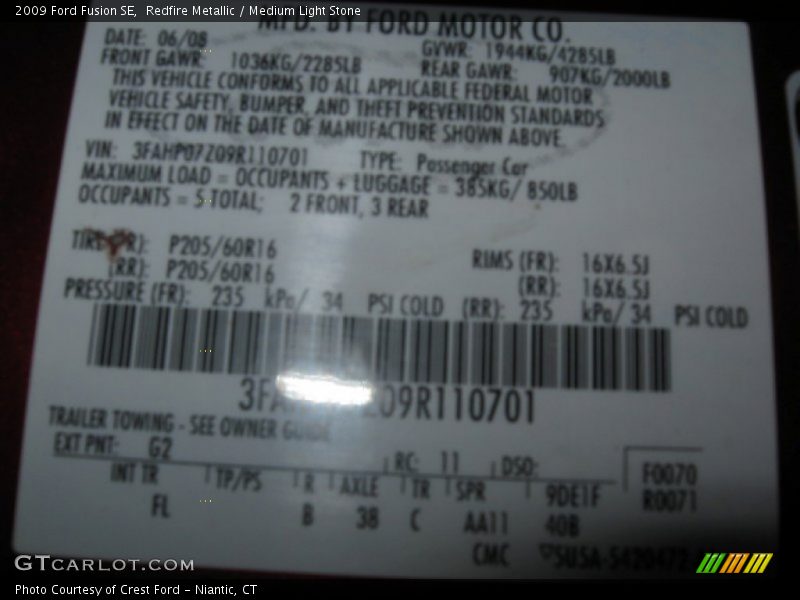 2009 Ford Fusion SE,  Redfire Metallic / Medium Light Stone
MFD. BY FORD MOTOR CO.
DATE: 06/08 GVWR: 1944KG/4285LB
FRONT GAWR: 1036KG/2285LB REAR GAWR: 907KG/2000LB
THIS VEHICLE CONFORMS TO ALL APPLICABLE FEDERAL MOTOR
VEHICLE SAFETY, BUMPER, AND THEFT PREVENTION STANDARDS
IN EFFECT ON THE DATE OF MANUFACTURE SHOWN ABOVE
VIN: 3FAHP07Z09R110701 TYPE: Passenger Car
MAXIMUM LOAD = OCCUPANTS + LUGGAGE = 385KG/ 850LB
OCCUPANTS = 5 TOTAL; 2 FRONT, 3 REAR
P205/60R16 RIMS (FR): 16X6.5J
(RR): P205/60R16 (RR): 16X6.5J
PRESSURE (FR): 235 kPa/ 34 PSI COLD (RR): 235 kPa/ 34 PSI COLD
TRAILER TOWING - SEE OWNER GUIDE
EXT PNT: G2 RC: 11 DSO: F0070
INT TR TP/PS R AXLE TR SPR 9DE1F R0071
FL B 38 C AA11 40B
CMC
GTCARLOT.COM
Photo Courtesy of Crest Ford – Niantic, CT